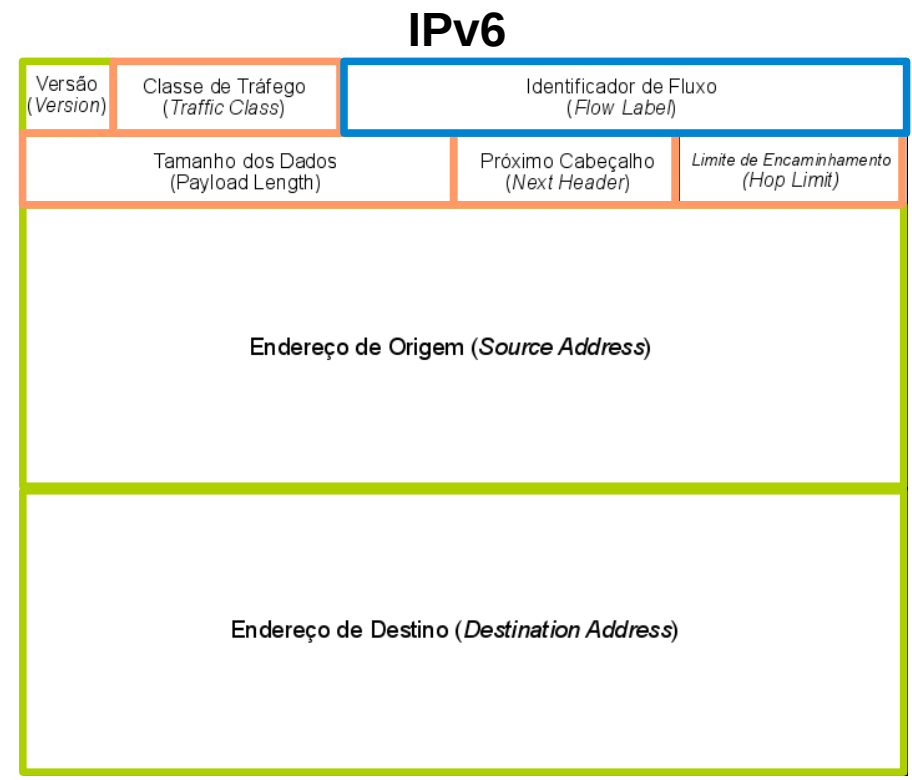 IPv6
Versão
(Version)
Classe de Tráfego
(Traffic Class)
Identificador de Fluxo
(Flow Label)
Tamanho dos Dados
(Payload Length)
Próximo Cabeçalho
(Next Header)
Limite de Encaminhamento
(Hop Limit)
Endereço de Origem (Source Address)
Endereço de Destino (Destination Address)